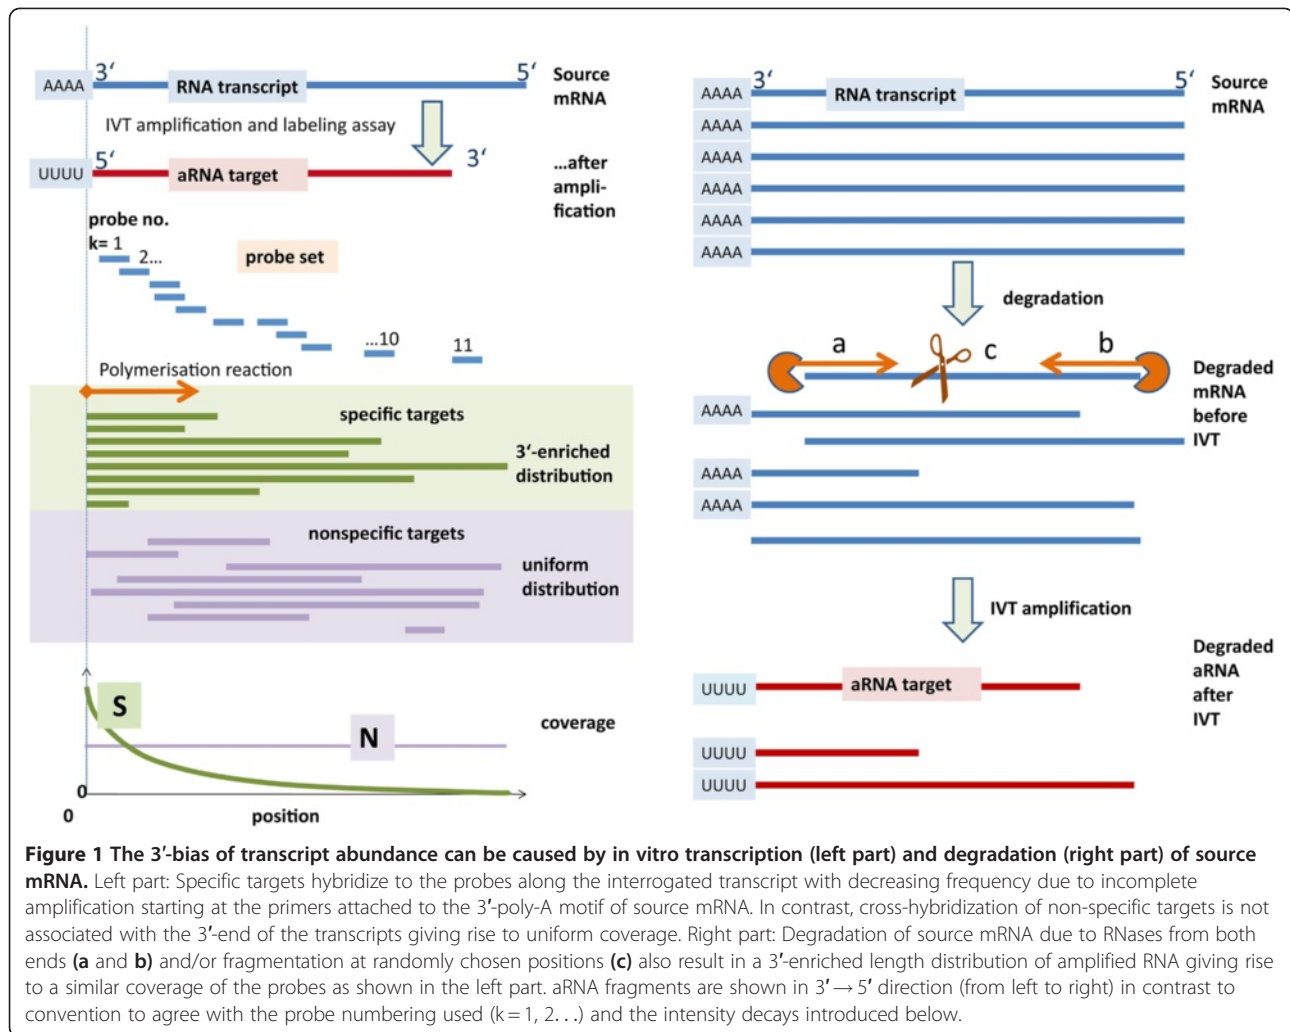 3‘
5‘
Source
mRNA
AAAA
RNA transcript
IVT amplification and labeling assay
5‘
3‘
UUUU
aRNA target
...after
ampli-
fication
probe no.
k= 1
2...
probe set
...10
11
Polymerisation reaction
specific targets
3‘-enriched
distribution
nonspecific targets
uniform
distribution
S
N
coverage
0
0
position
3‘
5‘
Source
mRNA
AAAA
RNA transcript
AAAA
AAAA
AAAA
AAAA
AAAA
degradation
a
c
b
Degraded
mRNA
before
IVT
AAAA
AAAA
AAAA
IVT amplification
Degraded
aRNA
after
IVT
UUUU
aRNA target
UUUU
UUUU
Figure 1 The 3′-bias of transcript abundance can be caused by in vitro transcription (left part) and degradation (right part) of source
mRNA. Left part: Specific targets hybridize to the probes along the interrogated transcript with decreasing frequency due to incomplete
amplification starting at the primers attached to the 3′-poly-A motif of source mRNA. In contrast, cross-hybridization of non-specific targets is not
associated with the 3′-end of the transcripts giving rise to uniform coverage. Right part: Degradation of source mRNA due to RNases from both
ends (a and b) and/or fragmentation at randomly chosen positions (c) also result in a 3′-enriched length distribution of amplified RNA giving rise
to a similar coverage of the probes as shown in the left part. aRNA fragments are shown in 3′ → 5′ direction (from left to right) in contrast to
convention to agree with the probe numbering used (k = 1, 2. . .) and the intensity decays introduced below.